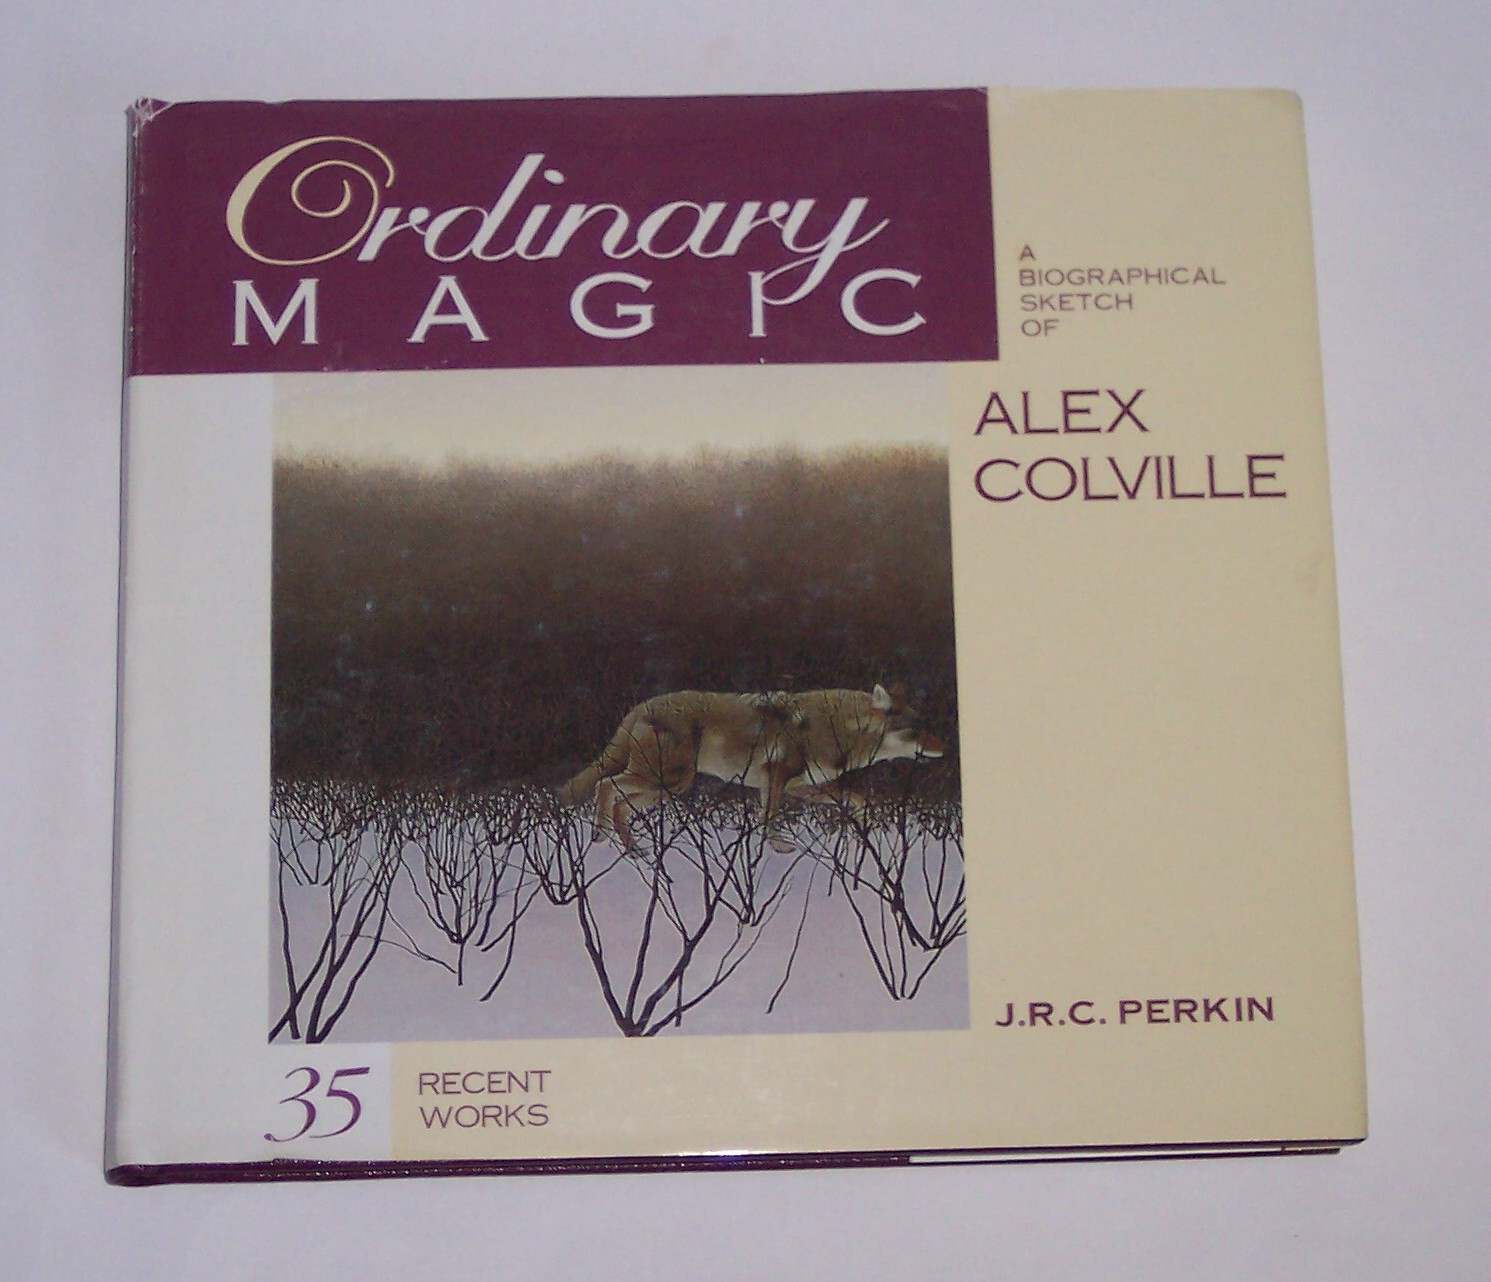 Ordinary
MAGIC
A
BIOGRAPHICAL
SKETCH
OF
ALEX
COLVILLE
J.R.C. PERKIN
35
RECENT
WORKS